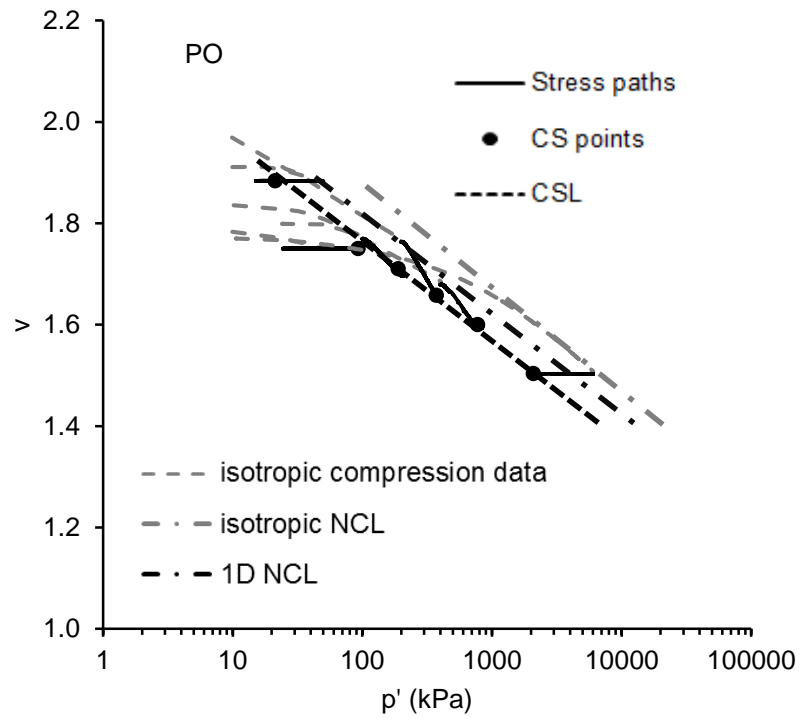 2.2
PO
Stress paths
2.0
CS points
CSL
1.8
v
1.6
1.4
isotropic compression data
isotropic NCL
1.2
1D NCL
1.0
1 10 100 1000 10000 100000
p' (kPa)